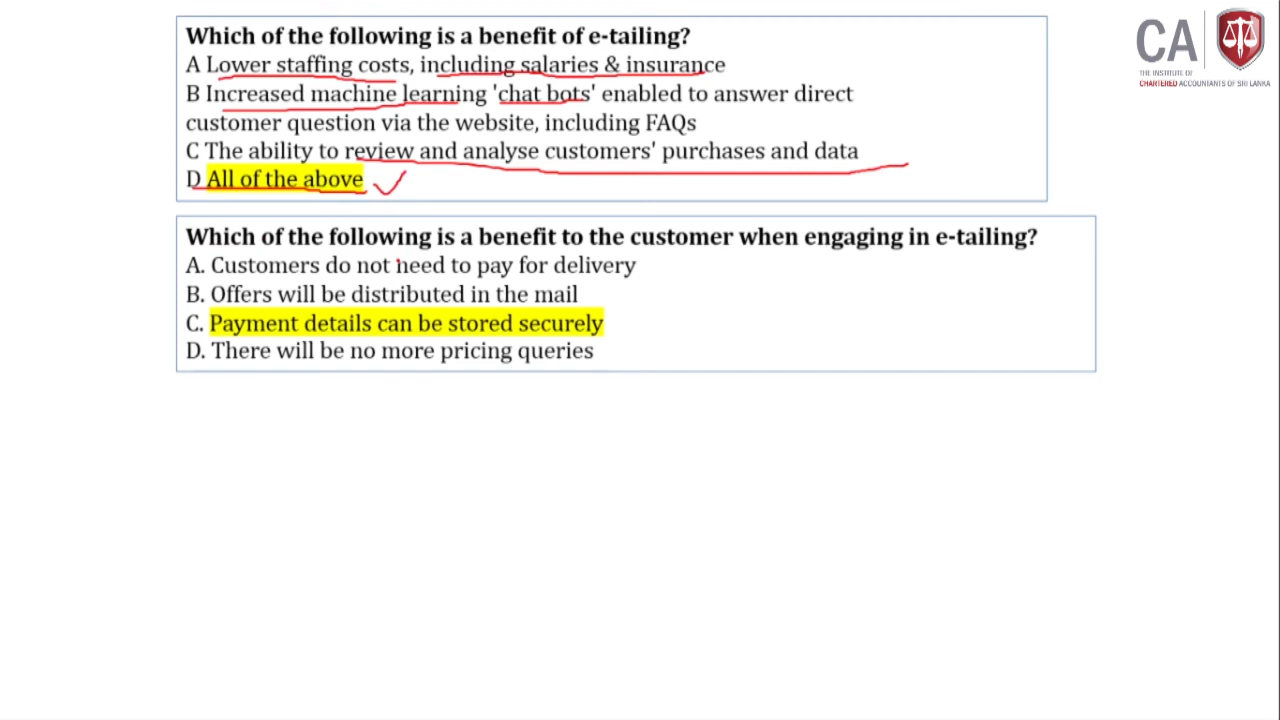 CA
THE INSTITUTE OF
CHARTERED ACCOUNTANTS OF SRI LANKA
Which of the following is a benefit of e-tailing?
A Lower staffing costs, including salaries & insurance
B Increased machine learning 'chat bots' enabled to answer direct
customer question via the website, including FAQs
C The ability to review and analyse customers' purchases and data
D All of the above
Which of the following is a benefit to the customer when engaging in e-tailing?
A. Customers do not need to pay for delivery
B. Offers will be distributed in the mail
C. Payment details can be stored securely
D. There will be no more pricing queries